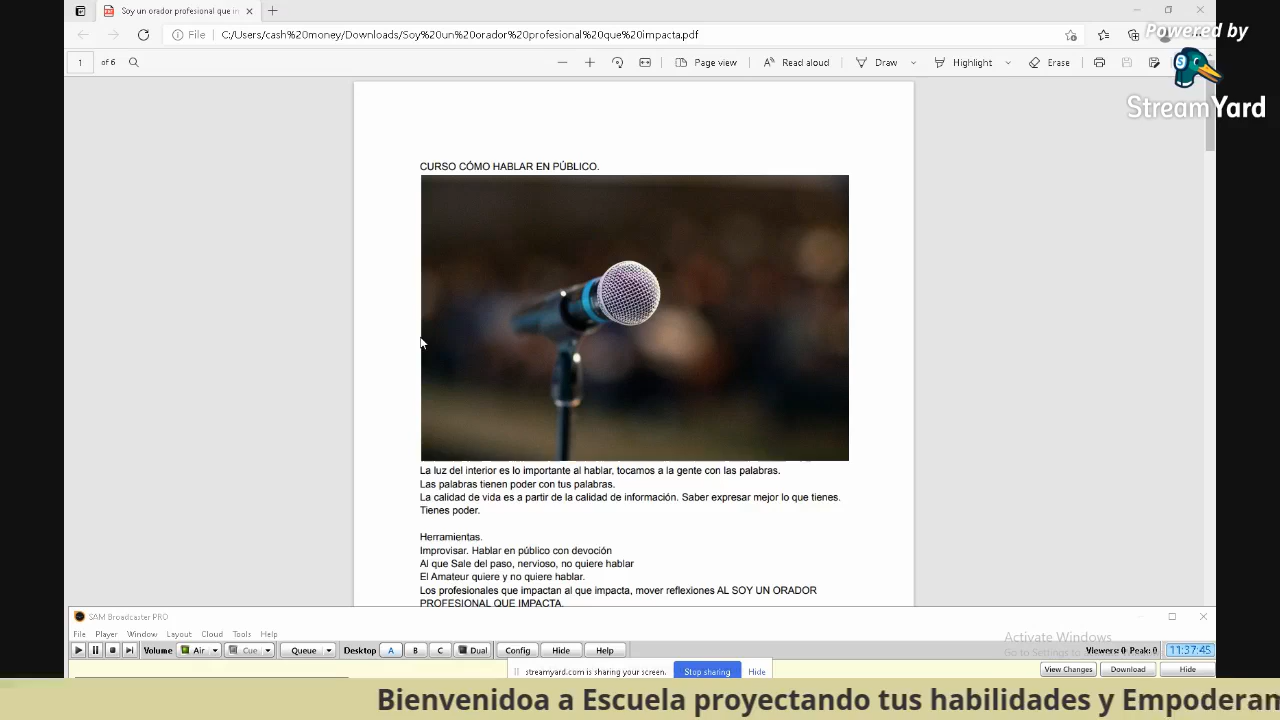 Soy un orador profesional que in
Powered by
StreamYard
File
C:/Users/cash%20money/Downloads/Soy%20un%20orador%20profesional%20que%20impacta.pdf
1 of 6
Page view
Read aloud
Draw
Highlight
Erase
CURSO CÓMO HABLAR EN PÚBLICO.
La luz del interior es lo importante al hablar, tocamos a la gente con las palabras.
Las palabras tienen poder con tus palabras.
La calidad de vida es a partir de la calidad de información. Saber expresar mejor lo que tienes.
Tienes poder.
Herramientas.
Improvisar. Hablar en público con devoción
Al que Sale del paso, nervioso, no quiere hablar
El Amateur quiere y no quiere hablar.
Los profesionales que impactan al que impacta, mover reflexiones AL SOY UN ORADOR
PROFESIONAL QUE IMPACTA.
SAM Broadcaster PRO
File Player Window Layout Cloud Tools Help
Activate Windows
Go to Settings to
Volume Air Cue Queue Desktop A B C Dual Config Hide Help
Viewers: 0 Peak: 0 11:37:45
streamyard.com is sharing your screen.
Stop sharing
Hide
View Changes
Download
Hide
Bienvenidoa a Escuela proyectando tus habilidades y Empoderan